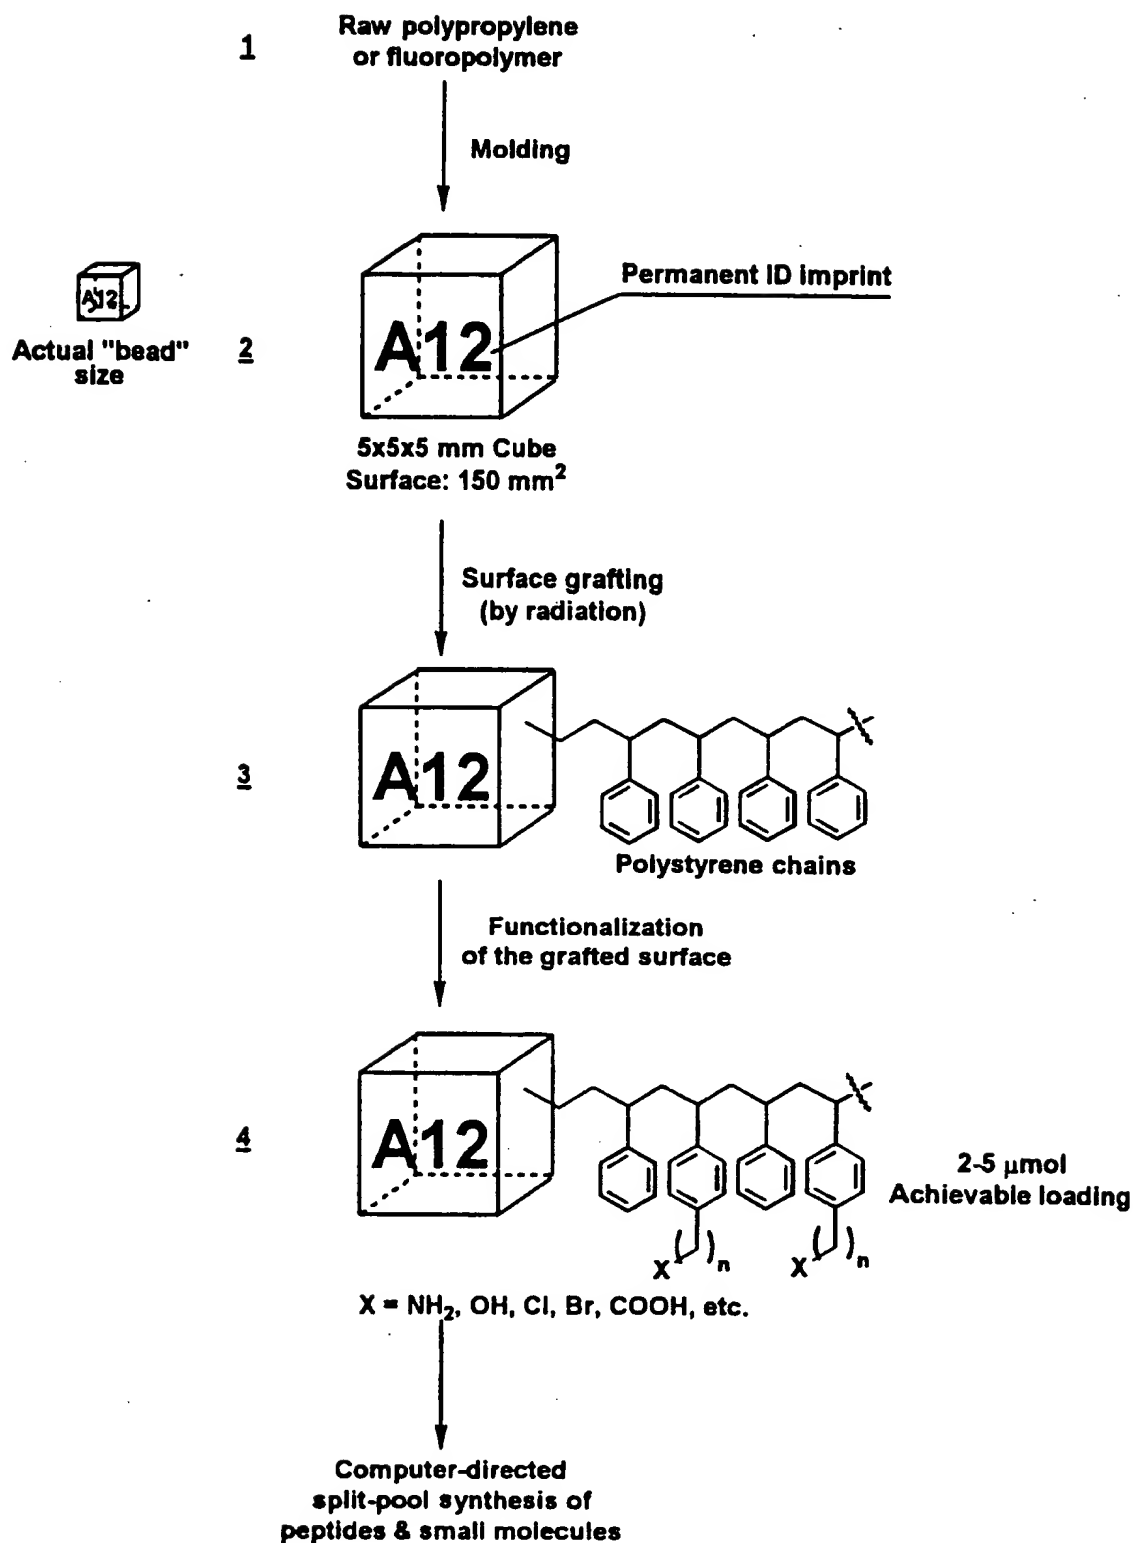 1
Raw polypropylene
or fluoropolymer
Molding
Permanent ID imprint
A12
Actual "bead"
size
2
A12
5x5x5 mm Cube
Surface: 150 mm²
Surface grafting
(by radiation)
3
A12
Polystyrene chains
Functionalization
of the grafted surface
4
A12
2-5 μmol
Achievable loading
X ( ) n
X ( ) n
X = NH₂, OH, Cl, Br, COOH, etc.
Computer-directed
split-pool synthesis of
peptides & small molecules